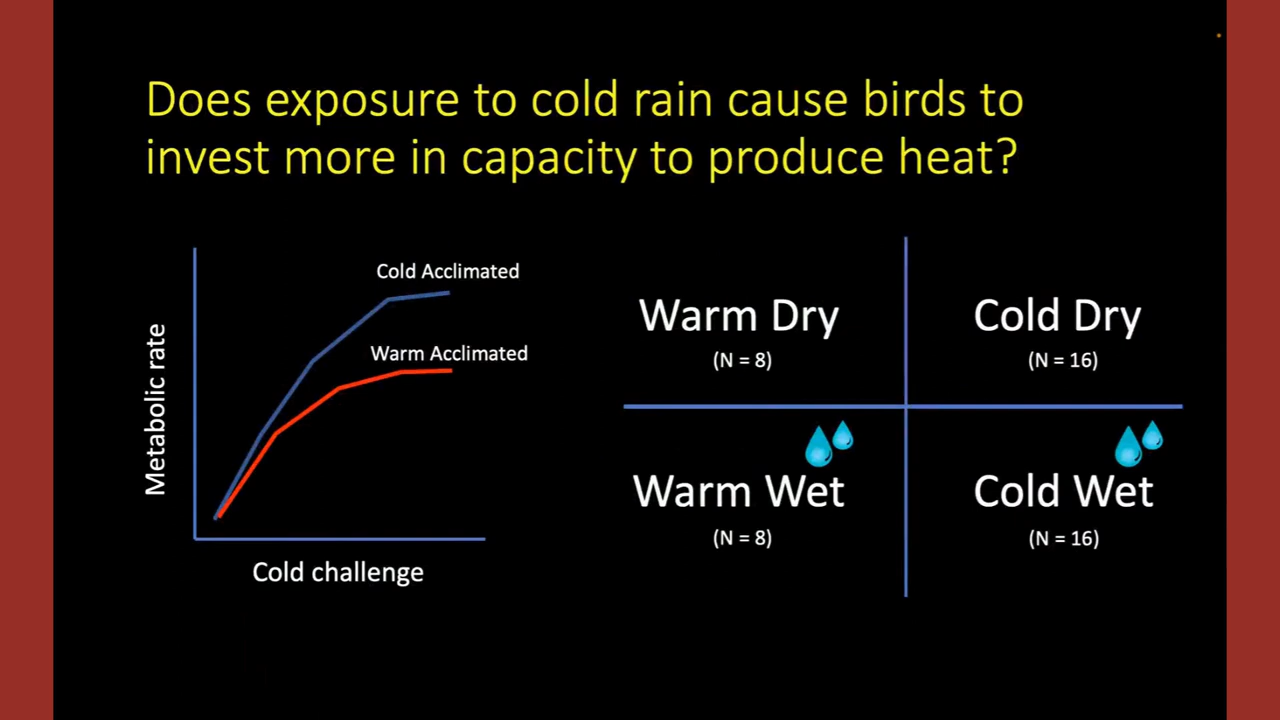 Does exposure to cold rain cause birds to
invest more in capacity to produce heat?
Cold Acclimated
Warm Acclimated
Metabolic rate
Cold challenge
Warm Dry
(N = 8)
Cold Dry
(N = 16)
Warm Wet
(N = 8)
Cold Wet
(N = 16)